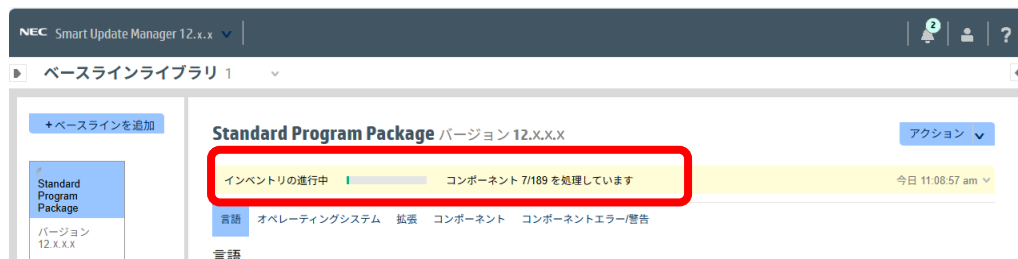 NEC Smart Update Manager 12.x.x
2
?
ベースラインライブラリ 1
+ベースラインを追加
Standard
Program
Package
バージョン
12.x.x.x
Standard Program Package バージョン 12.x.x.x
アクション
インベントリの進行中 コンポーネント 7/189 を処理しています 今日 11:08:57 am
言語 オペレーティングシステム 拡張 コンポーネント コンポーネントエラー/警告
言語